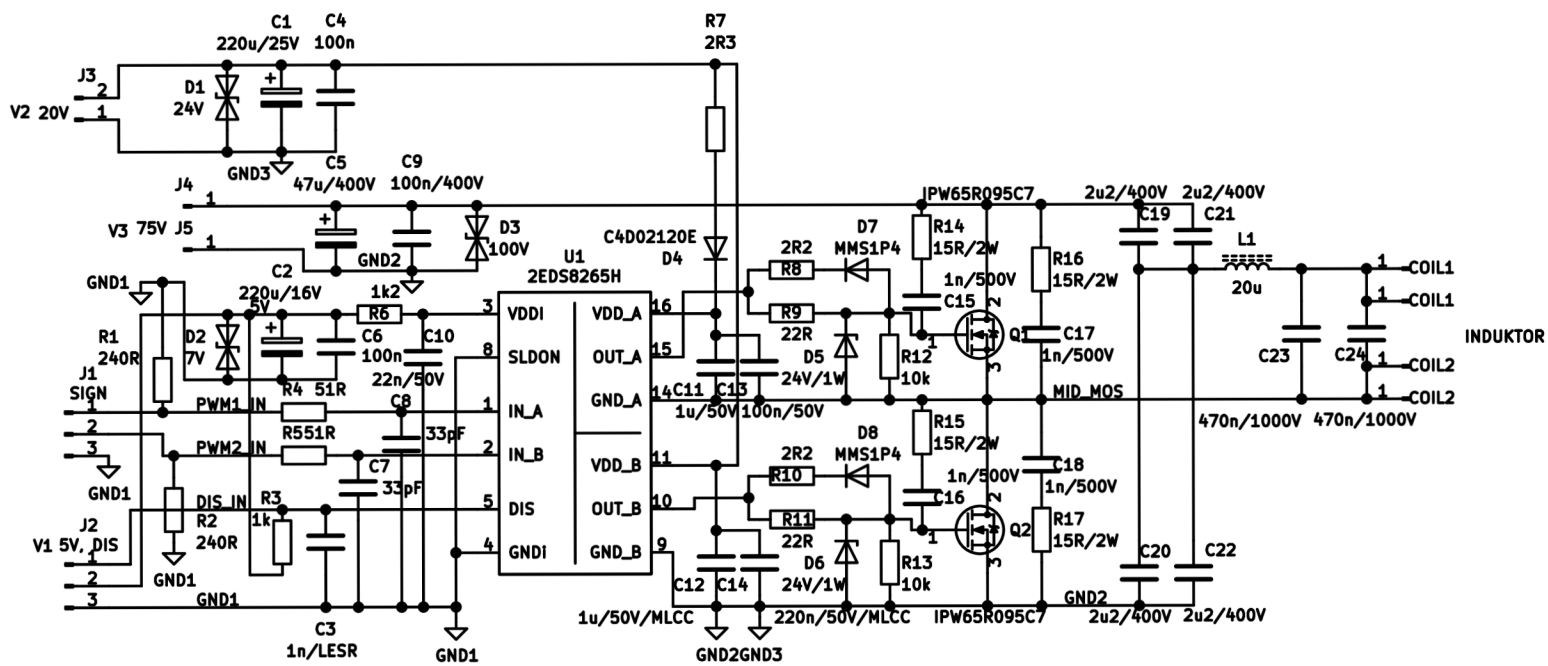 C1
220u/25V
C4
100n
R7
2R3
J3
2
1
V2 20V
D1
24V
+
GND3
C5
47u/400V
C9
100n/400V
J4
1
V3 75V J5
1
+
GND2
D3
100V
C4D02120E
D4
IPW65R095C7
2u2/400V
2u2/400V
C19
C21
D7
MMS1P4
R14
15R/2W
2R2
R8
R9
22R
R16
15R/2W
L1
20u
1
COIL1
1
COIL1
U1
2EDS8265H
GND1
C2
220u/16V
5V
+
1k2
R6
3
VDDI
VDD_A
16
1n/500V
C15
2
Q1
3
1
C17
1n/500V
R1
240R
D2
7V
C6
100n
C10
22n/50V
8
SLDON
OUT_A
15
D5
24V/1W
R12
10k
C23
C24
INDUKTOR
1
COIL2
1
COIL2
J1
SIGN
1
2
3
R4
51R
PWM1_IN
C8
33pF
1
IN_A
GND_A
14
C11
C13
1u/50V
100n/50V
MID_MOS
470n/1000V
470n/1000V
PWM2_IN
R551R
C7
33pF
2
IN_B
VDD_B
11
D8
MMS1P4
R15
15R/2W
2R2
R10
R11
22R
1n/500V
C16
2
Q2
3
1
C18
1n/500V
R17
15R/2W
GND1
DIS_IN
R3
1k
R2
240R
5
DIS
OUT_B
10
J2
V1 5V, DIS
1
2
3
GND1
4
GNDi
GND_B
9
C12
C14
D6
24V/1W
R13
10k
C20
C22
GND1
1u/50V/MLCC
220n/50V/MLCC
IPW65R095C7
GND2
2u2/400V
2u2/400V
C3
1n/LESR
GND1
GND2
GND3